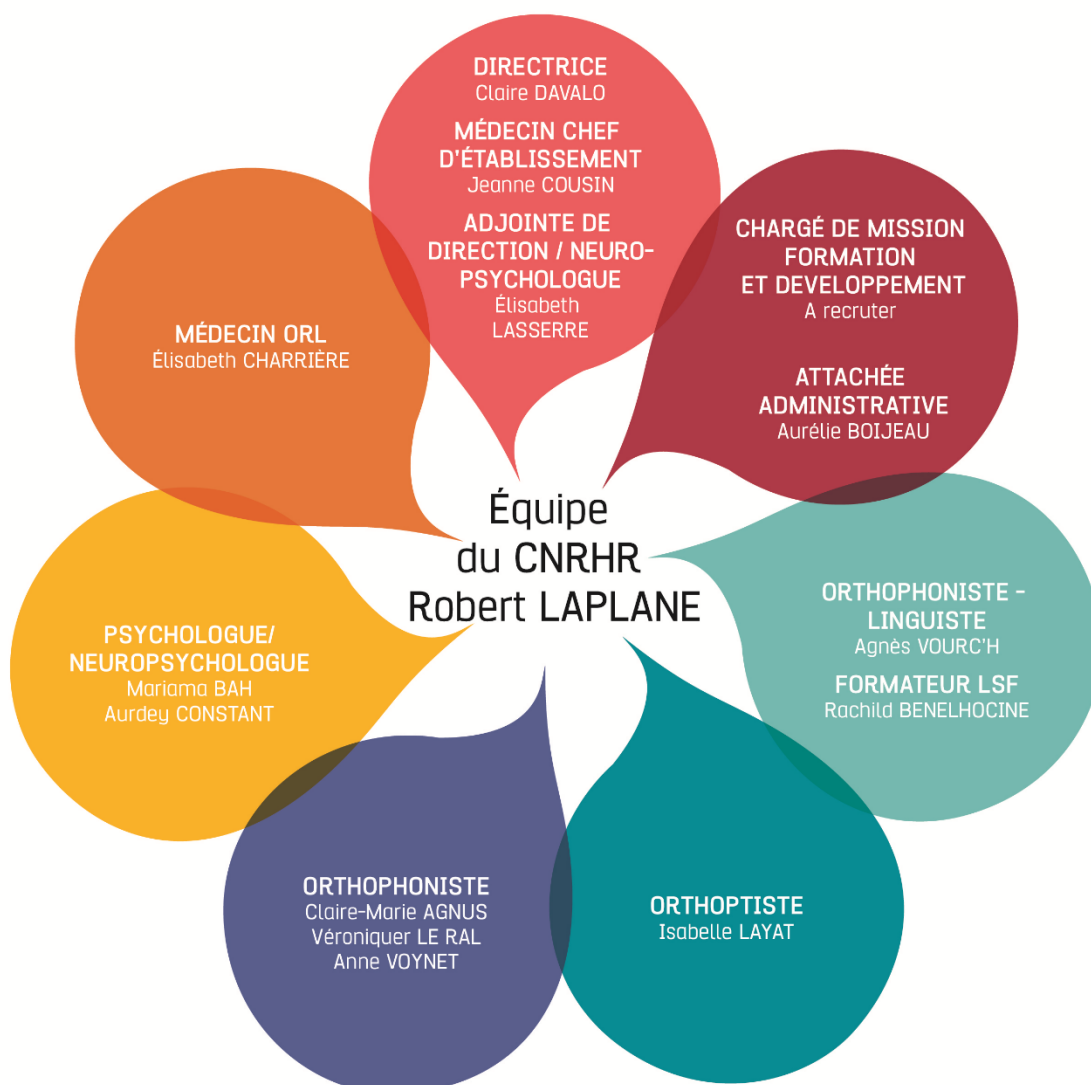 DIRECTRICE
Claire DAVALO
MÉDECIN CHEF
D'ÉTABLISSEMENT
Jeanne COUSIN
ADJOINTE DE
DIRECTION / NEURO-
PSYCHOLOGUE
Élisabeth
LASSERRE
CHARGÉ DE MISSION
FORMATION
ET DEVELOPPEMENT
A recruter
ATTACHÉE
ADMINISTRATIVE
Aurélie BOIJEAU
MÉDECIN ORL
Élisabeth CHARRIÈRE
Équipe
du CNRHR
Robert LAPLANE
ORTHOPHONISTE -
LINGUISTE
Agnès VOURC'H
FORMATEUR LSF
Rachild BENELHOCINE
PSYCHOLOGUE/
NEUROPSYCHOLOGUE
Mariama BAH
Aurdey CONSTANT
ORTHOPHONISTE
Claire-Marie AGNUS
Véroniquer LE RAL
Anne VOYNET
ORTHOPTISTE
Isabelle LAYAT